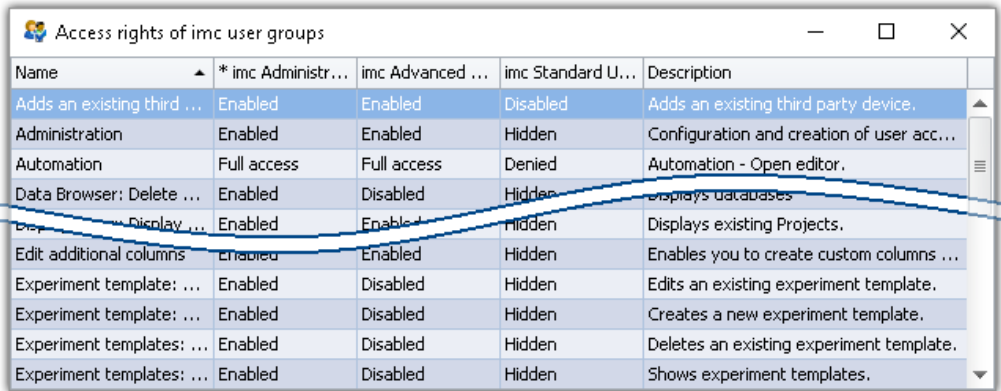 Access rights of imc user groups
Name * imc Administr... imc Advanced ... imc Standard U... Description
Adds an existing third ... Enabled Enabled Disabled Adds an existing third party device.
Administration Enabled Enabled Hidden Configuration and creation of user acc...
Automation Full access Full access Denied Automation - Open editor.
Data Browser: Delete ... Enabled Disabled Hidden Displays databases
Display ... Enabled Enabled Hidden Displays existing Projects.
Edit additional columns Enabled Enabled Hidden Enables you to create custom columns ...
Experiment template: ... Enabled Disabled Hidden Edits an existing experiment template.
Experiment template: ... Enabled Disabled Hidden Creates a new experiment template.
Experiment templates: ... Enabled Disabled Hidden Deletes an existing experiment template.
Experiment templates: ... Enabled Disabled Hidden Shows experiment templates.